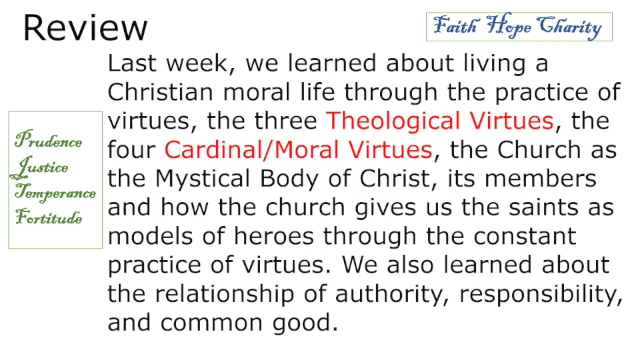 Review
Faith Hope Charity
Last week, we learned about living a
Christian moral life through the practice of
virtues, the three Theological Virtues, the
four Cardinal/Moral Virtues, the Church as
the Mystical Body of Christ, its members
and how the church gives us the saints as
models of heroes through the constant
practice of virtues. We also learned about
the relationship of authority, responsibility,
and common good.
Prudence
Justice
Temperance
Fortitude